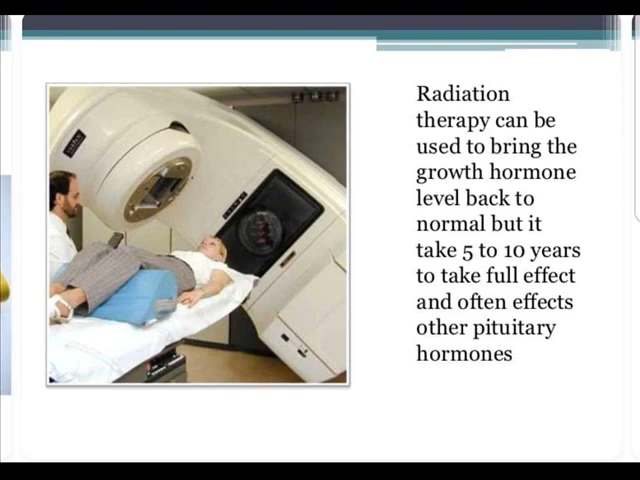 Radiation
therapy can be
used to bring the
growth hormone
level back to
normal but it
take 5 to 10 years
to take full effect
and often effects
other pituitary
hormones